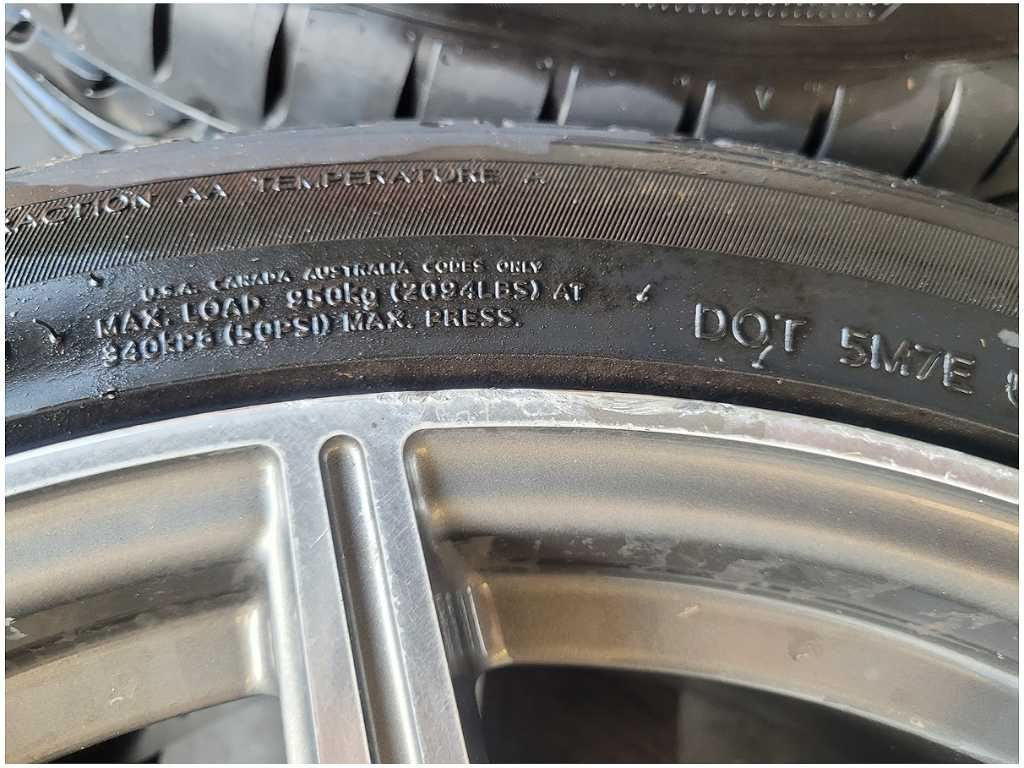 TRACTION AA TEMPERATURE A
U.S.A. CANADA AUSTRALIA CODES ONLY
MAX. LOAD 950kg (2094LBS) AT
340kPa (50PSI) MAX. PRESS.
DOT 5M7E